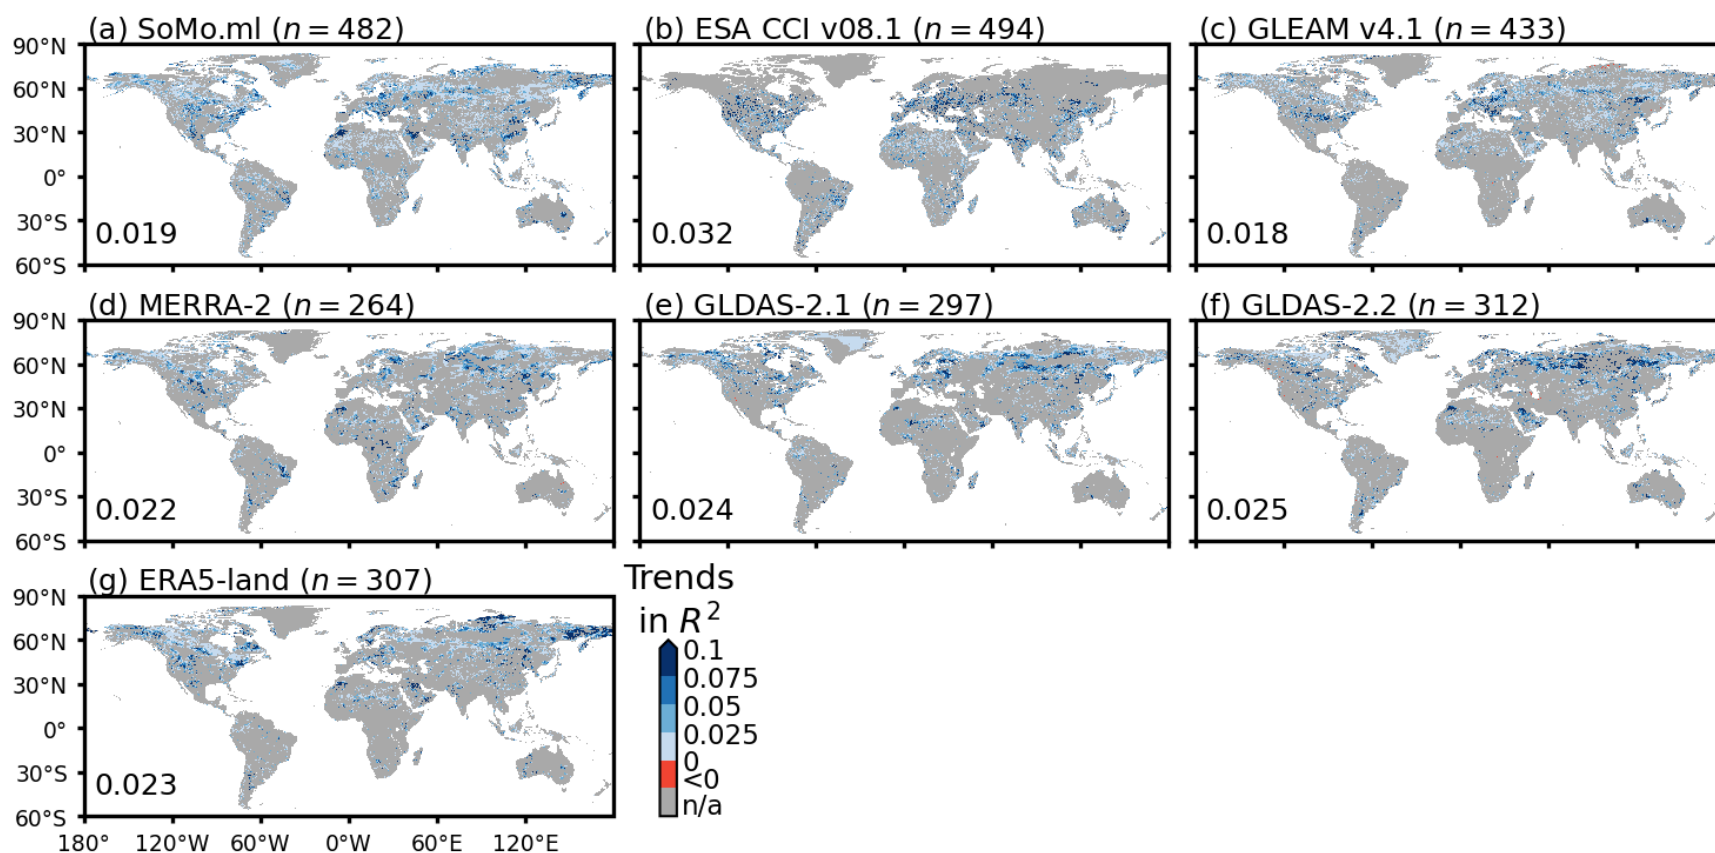 (a) SoMo.ml (n = 482)
(b) ESA CCI v08.1 (n = 494)
(c) GLEAM v4.1 (n = 433)
90°N
60°N
30°N
0°
30°S
60°S
0.019
0.032
0.018
(d) MERRA-2 (n = 264)
(e) GLDAS-2.1 (n = 297)
(f) GLDAS-2.2 (n = 312)
90°N
60°N
30°N
0°
30°S
60°S
0.022
0.024
0.025
(g) ERA5-land (n = 307)
90°N
60°N
30°N
0°
30°S
60°S
0.023
180°
120°W
60°W
0°W
60°E
120°E
Trends
in R²
0.1
0.075
0.05
0.025
0
<0
n/a